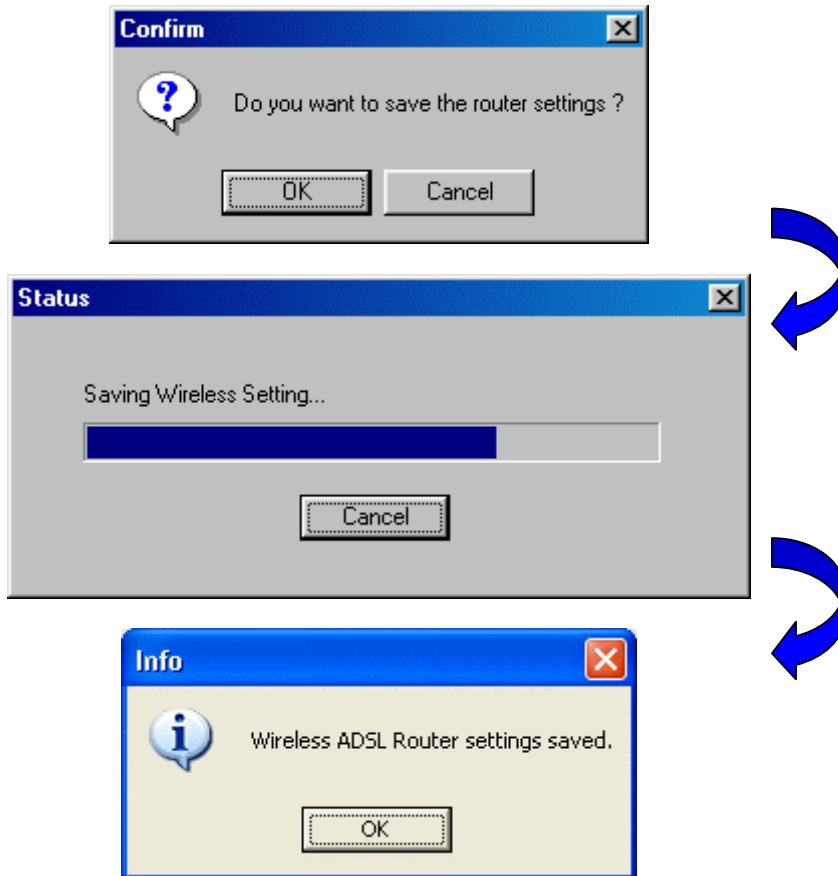 Confirm
Do you want to save the router settings ?
OK
Cancel
Status
Saving Wireless Setting...
Cancel
Info
Wireless ADSL Router settings saved.
OK